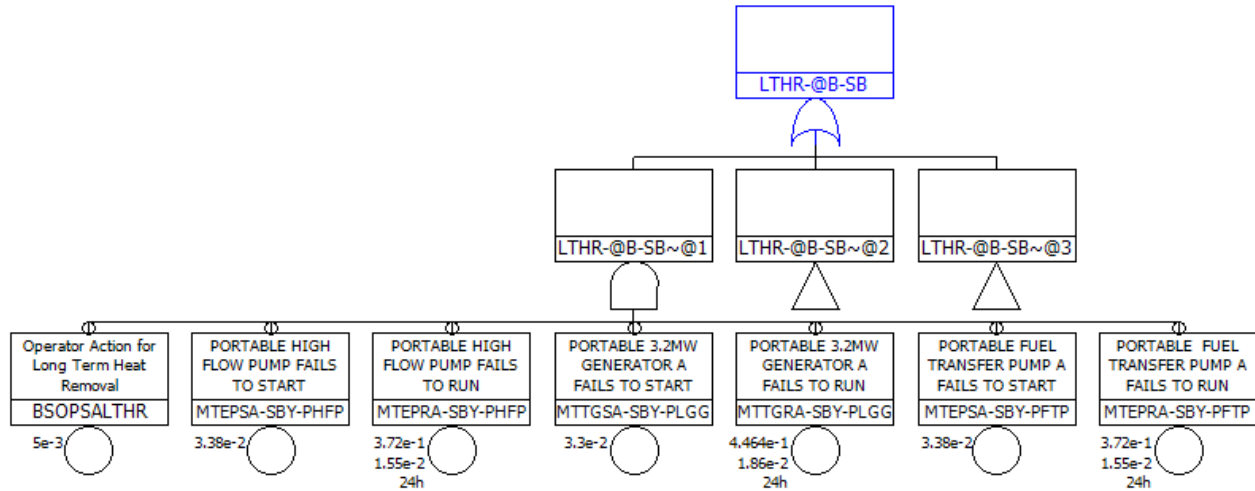 LTHR-@B-SB
LTHR-@B-SB~@1
LTHR-@B-SB~@2
LTHR-@B-SB~@3
Operator Action for
Long Term Heat
Removal
BSOPSALTHR
5e-3
PORTABLE HIGH
FLOW PUMP FAILS
TO START
MTEPSA-SBY-PHFP
3.38e-2
PORTABLE HIGH
FLOW PUMP FAILS
TO RUN
MTEPRA-SBY-PHFP
3.72e-1
1.55e-2
24h
PORTABLE 3.2MW
GENERATOR A
FAILS TO START
MTTGSA-SBY-PLGG
3.3e-2
PORTABLE 3.2MW
GENERATOR A
FAILS TO RUN
MTTGRA-SBY-PLGG
4.464e-1
1.86e-2
24h
PORTABLE FUEL
TRANSFER PUMP A
FAILS TO START
MTEPSA-SBY-PFTP
3.38e-2
PORTABLE FUEL
TRANSFER PUMP A
FAILS TO RUN
MTEPRA-SBY-PFTP
3.72e-1
1.55e-2
24h